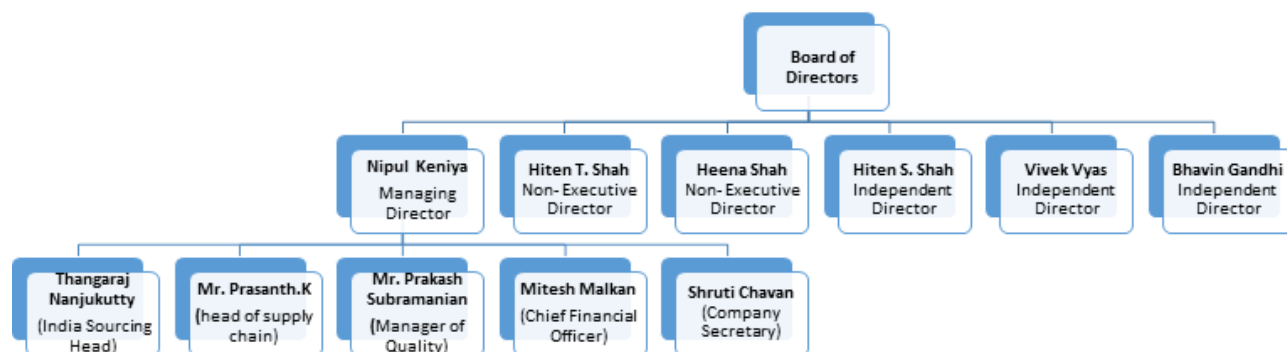 Board of
Directors
Nipul Keniya
Managing
Director
Hiten T. Shah
Non- Executive
Director
Heena Shah
Non- Executive
Director
Hiten S. Shah
Independent
Director
Vivek Vyas
Independent
Director
Bhavin Gandhi
Independent
Director
Thangaraj
Nanjukutty
(India Sourcing
Head)
Mr. Prasanth.K
(head of supply
chain)
Mr. Prakash
Subramanian
(Manager of
Quality)
Mitesh Malkan
(Chief Financial
Officer)
Shruti Chavan
(Company
Secretary)